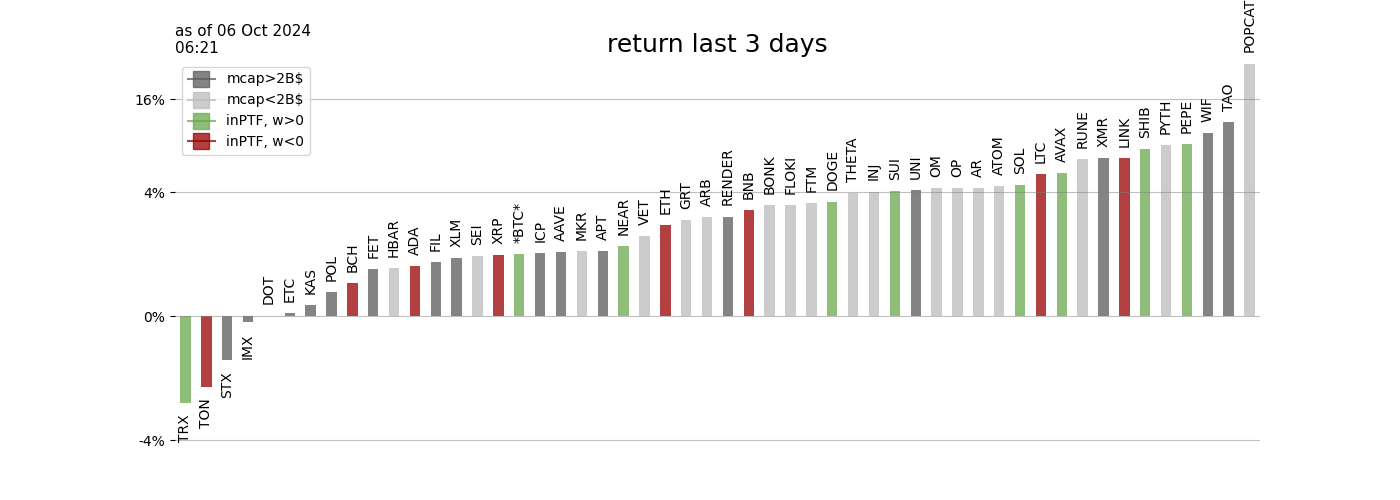 as of 06 Oct 2024
06:21
return last 3 days
mcap>2B$
mcap<2B$
inPTF, w>0
inPTF, w<0
16%
4%
0%
-4%
TRX
TON
STX
IMX
DOT
ETC
KAS
POL
BCH
FET
HBAR
ADA
FIL
XLM
SEI
XRP
*BTC*
ICP
AAVE
MKR
APT
NEAR
VET
ETH
GRT
ARB
RENDER
BNB
BONK
FLOKI
FTM
DOGE
THETA
INJ
SUI
UNI
OM
OP
AR
ATOM
SOL
LTC
AVAX
RUNE
XMR
LINK
SHIB
PYTH
PEPE
WIF
TAO
POPCAT